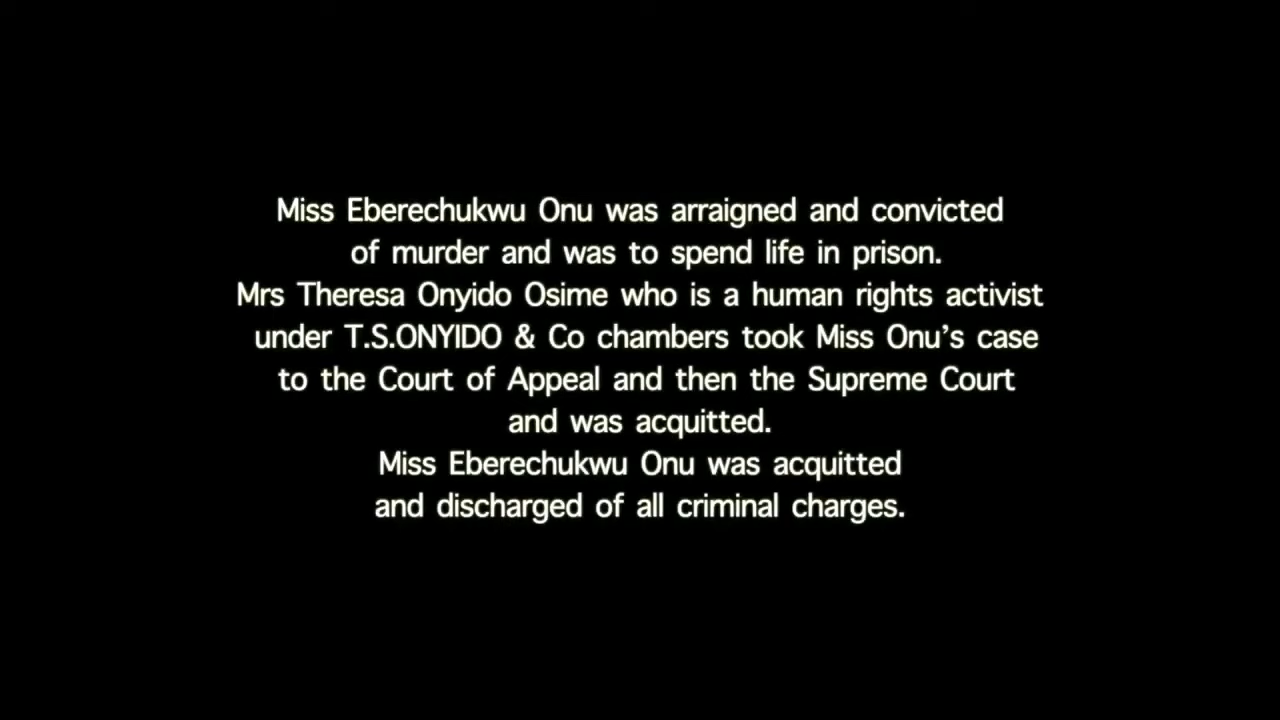 Miss Eberechukwu Onu was arraigned and convicted
of murder and was to spend life in prison.
Mrs Theresa Onyido Osime who is a human rights activist
under T.S.ONYIDO & Co chambers took Miss Onu's case
to the Court of Appeal and then the Supreme Court
and was acquitted.
Miss Eberechukwu Onu was acquitted
and discharged of all criminal charges.